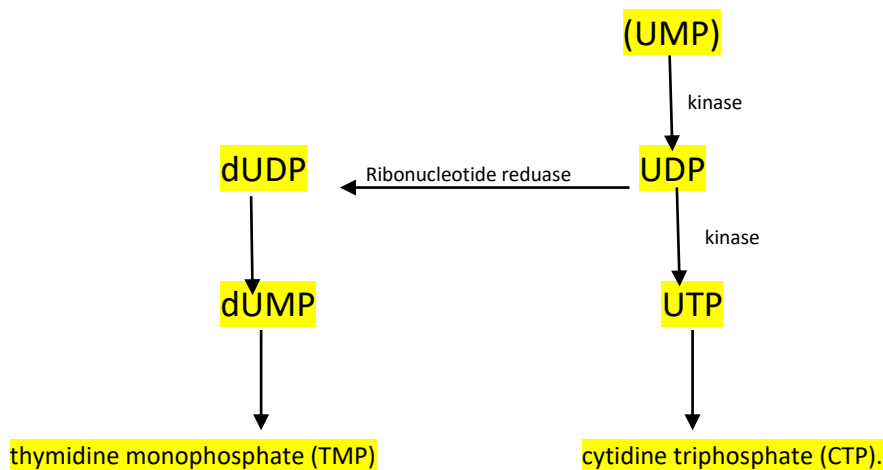 (UMP)
kinase
dUDP
Ribonucleotide reduase
UDP
kinase
dUMP
UTP
thymidine monophosphate (TMP)
cytidine triphosphate (CTP).